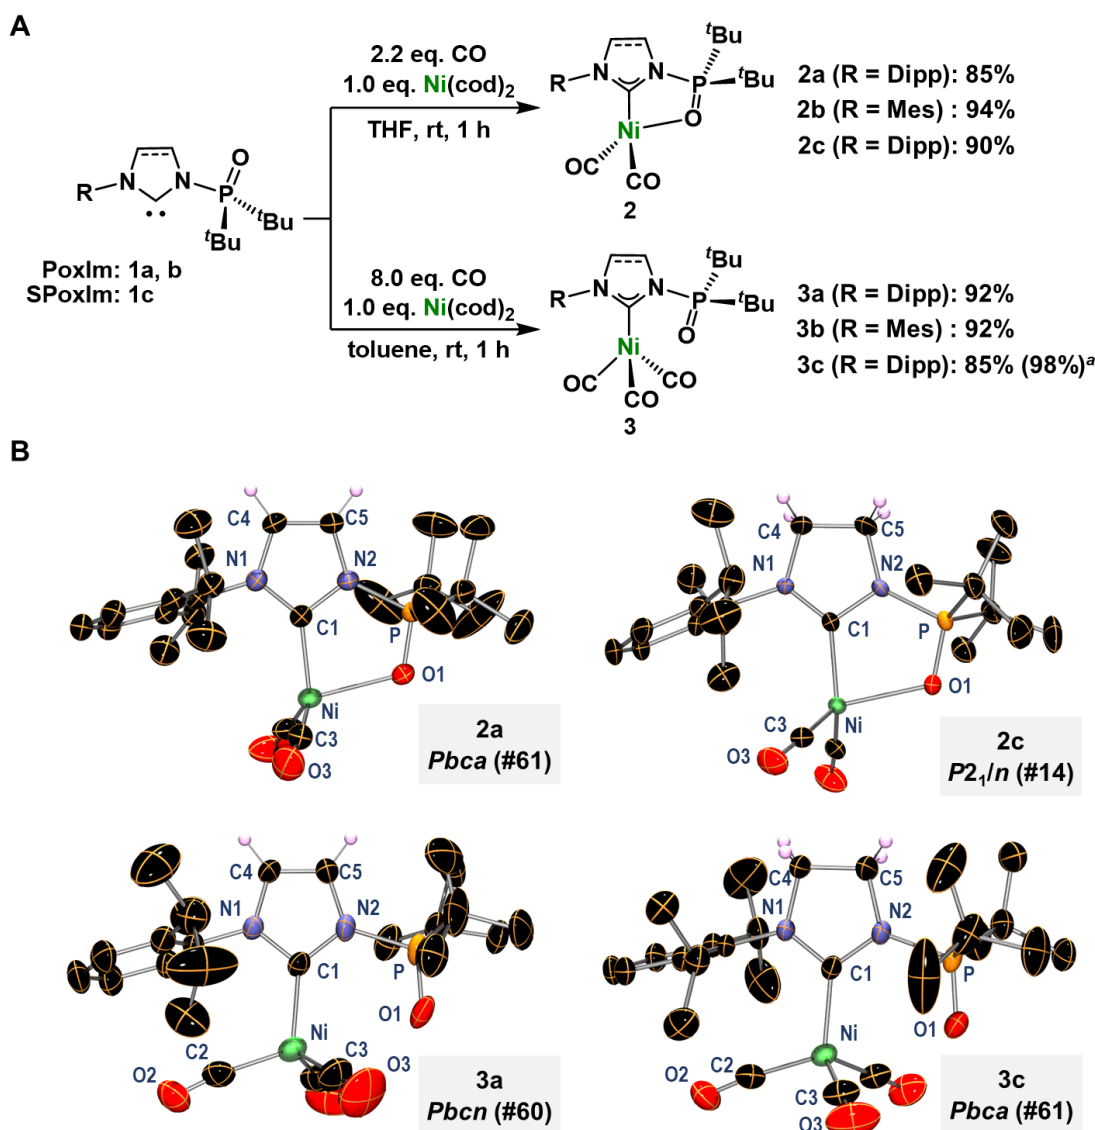 A
2.2 eq. CO
1.0 eq. Ni(cod)2
THF, rt, 1 h
R
N
N
P
O
tBu
tBu
Ni
OC
CO
2
2a (R = Dipp): 85%
2b (R = Mes) : 94%
2c (R = Dipp): 90%
R
N
N
P
O
tBu
tBu
PoxIm: 1a, b
SPoxIm: 1c
8.0 eq. CO
1.0 eq. Ni(cod)2
toluene, rt, 1 h
R
N
N
P
O
tBu
tBu
Ni
OC
CO
CO
3
3a (R = Dipp): 92%
3b (R = Mes) : 92%
3c (R = Dipp): 85% (98%)a
B
C4
C5
N1
N2
C1
P
O1
Ni
C3
O3
2a
Pbca (#61)
C4
C5
N1
N2
C1
P
O1
C3
Ni
O3
2c
P21/n (#14)
C4
C5
N1
N2
C1
P
O1
Ni
C2
C3
O2
O3
3a
Pbcn (#60)
C4
C5
N1
N2
C1
P
O1
Ni
C2
O2
C3
O3
3c
Pbca (#61)